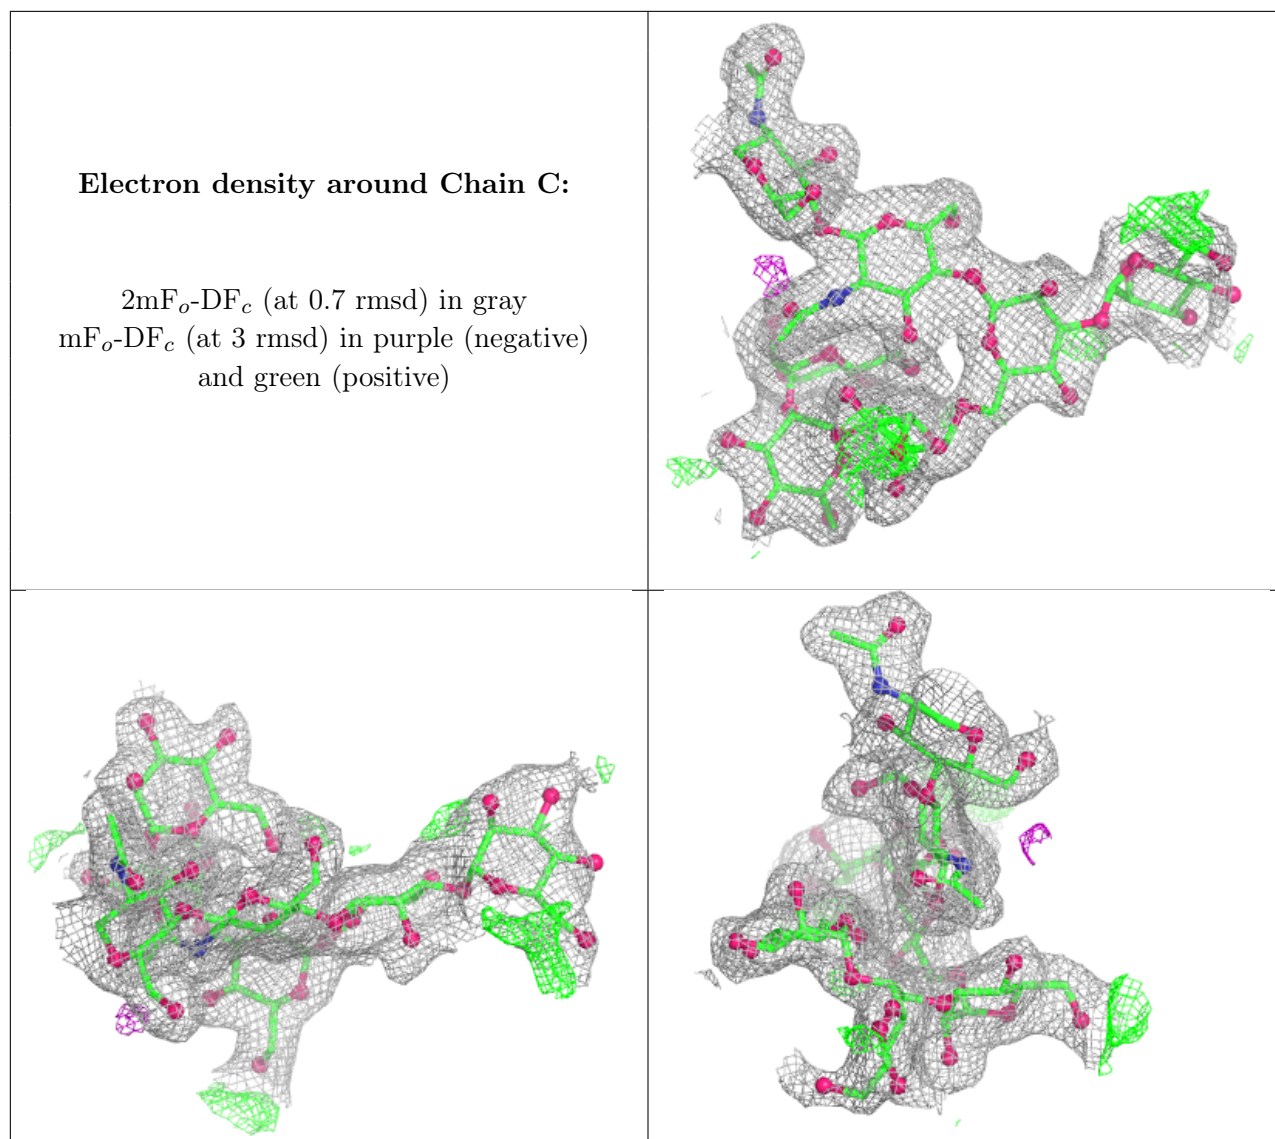 Electron density around Chain C:
2mFo-DFc (at 0.7 rmsd) in gray
mFo-DFc (at 3 rmsd) in purple (negative)
and green (positive)